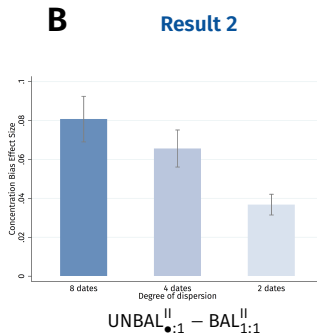 B
Result 2
Concentration Bias Effect Size
.1
.08
.06
.04
.02
0
8 dates 4 dates 2 dates
Degree of dispersion
UNBAL^II_●:1 − BAL^II_1:1